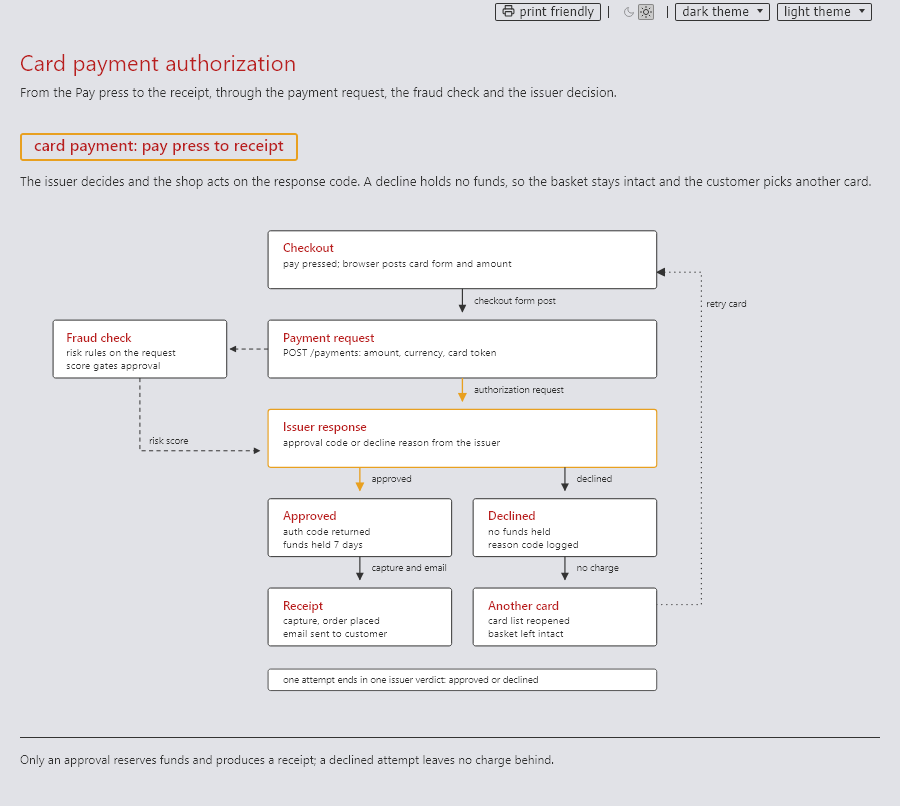 print friendly | | dark theme light theme
Card payment authorization
From the Pay press to the receipt, through the payment request, the fraud check and the issuer decision.
card payment: pay press to receipt
The issuer decides and the shop acts on the response code. A decline holds no funds, so the basket stays intact and the customer picks another card.
Checkout
pay pressed; browser posts card form and amount
checkout form post
retry card
Fraud check
risk rules on the request
score gates approval
Payment request
POST /payments: amount, currency, card token
authorization request
Issuer response
approval code or decline reason from the issuer
risk score
approved
declined
Approved
auth code returned
funds held 7 days
Declined
no funds held
reason code logged
capture and email
no charge
Receipt
capture, order placed
email sent to customer
Another card
card list reopened
basket left intact
one attempt ends in one issuer verdict: approved or declined
Only an approval reserves funds and produces a receipt; a declined attempt leaves no charge behind.